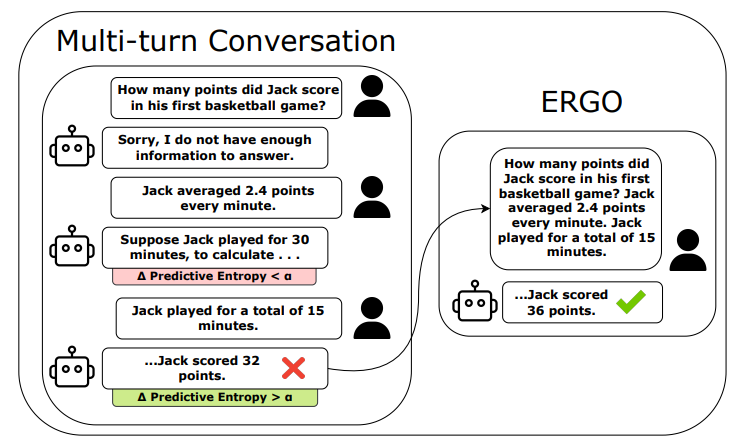 Multi-turn Conversation
How many points did Jack score
in his first basketball game?
Sorry, I do not have enough
information to answer.
Jack averaged 2.4 points
every minute.
Suppose Jack played for 30
minutes, to calculate . . .
Δ Predictive Entropy < α
Jack played for a total of 15
minutes.
...Jack scored 32
points.
Δ Predictive Entropy > α
ERGO
How many points did
Jack score in his first
basketball game? Jack
averaged 2.4 points
every minute. Jack
played for a total of 15
minutes.
...Jack scored
36 points.